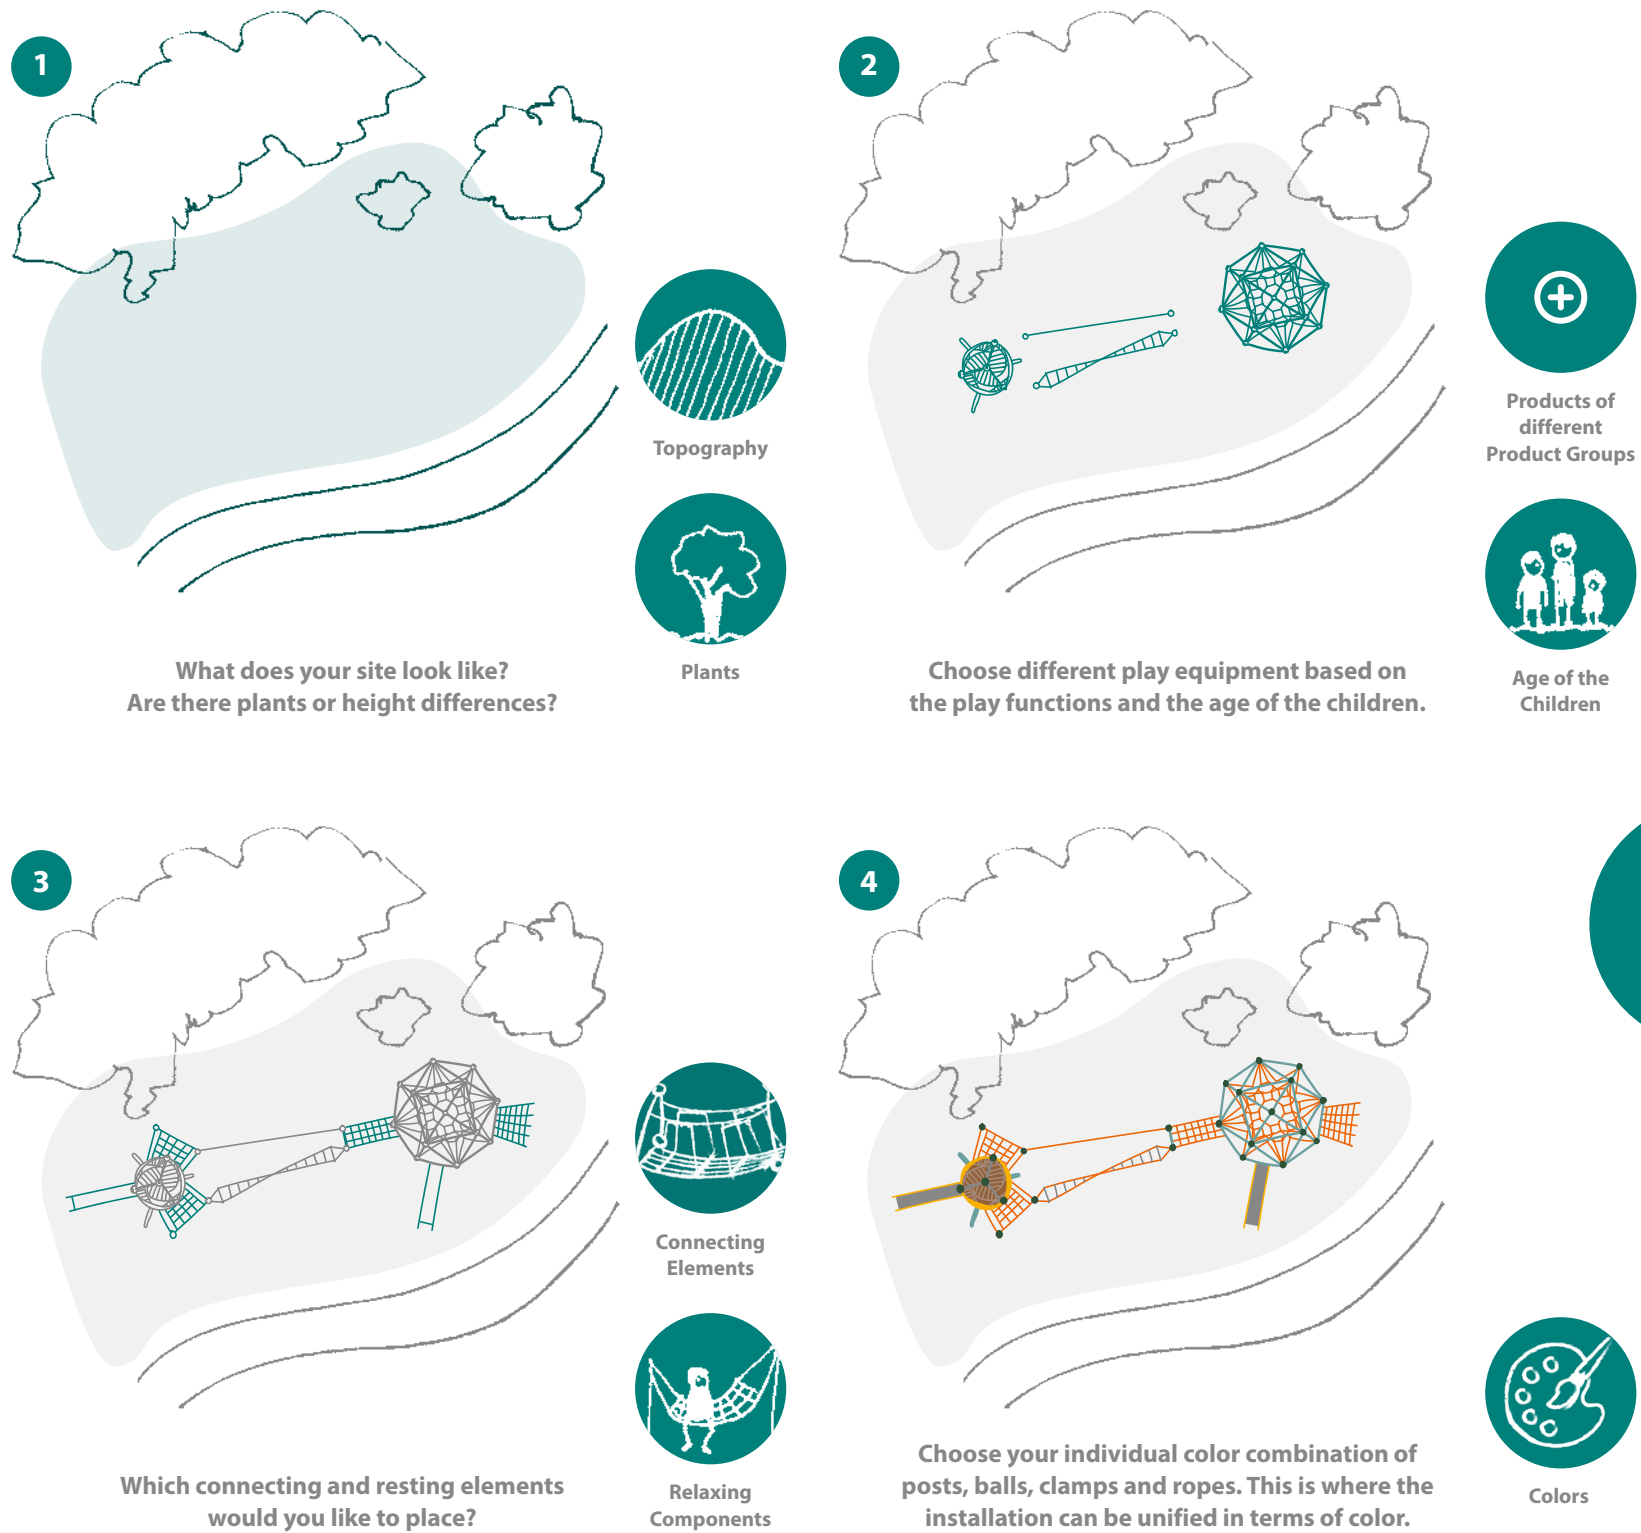 1
Topography
Plants
What does your site look like?
Are there plants or height differences?
2
Products of
different
Product Groups
Age of the
Children
Choose different play equipment based on
the play functions and the age of the children.
3
Connecting
Elements
Relaxing
Components
Which connecting and resting elements
would you like to place?
4
Colors
Choose your individual color combination of
posts, balls, clamps and ropes. This is where the
installation can be unified in terms of color.